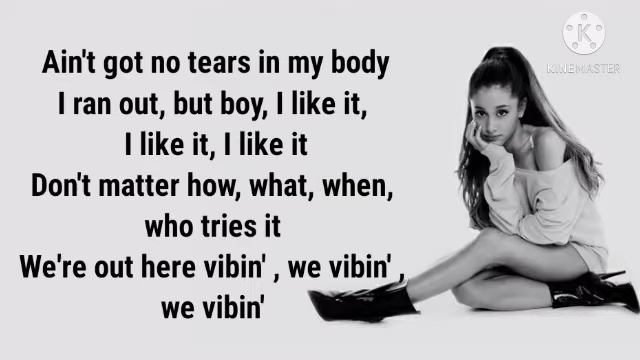 Ain't got no tears in my body
I ran out, but boy, I like it,
I like it, I like it
Don't matter how, what, when,
who tries it
We're out here vibin' , we vibin' ,
we vibin'
K
KINEMASTER